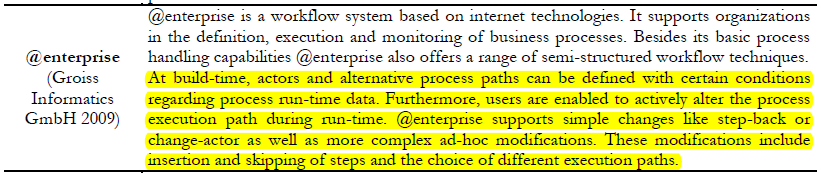 @enterprise
(Groiss
Informatics
GmbH 2009)
@enterprise is a workflow system based on internet technologies. It supports organizations
in the definition, execution and monitoring of business processes. Besides its basic process
handling capabilities @enterprise also offers a range of semi-structured workflow techniques.
At build-time, actors and alternative process paths can be defined with certain conditions
regarding process run-time data. Furthermore, users are enabled to actively alter the process
execution path during run-time. @enterprise supports simple changes like step-back or
change-actor as well as more complex ad-hoc modifications. These modifications include
insertion and skipping of steps and the choice of different execution paths.